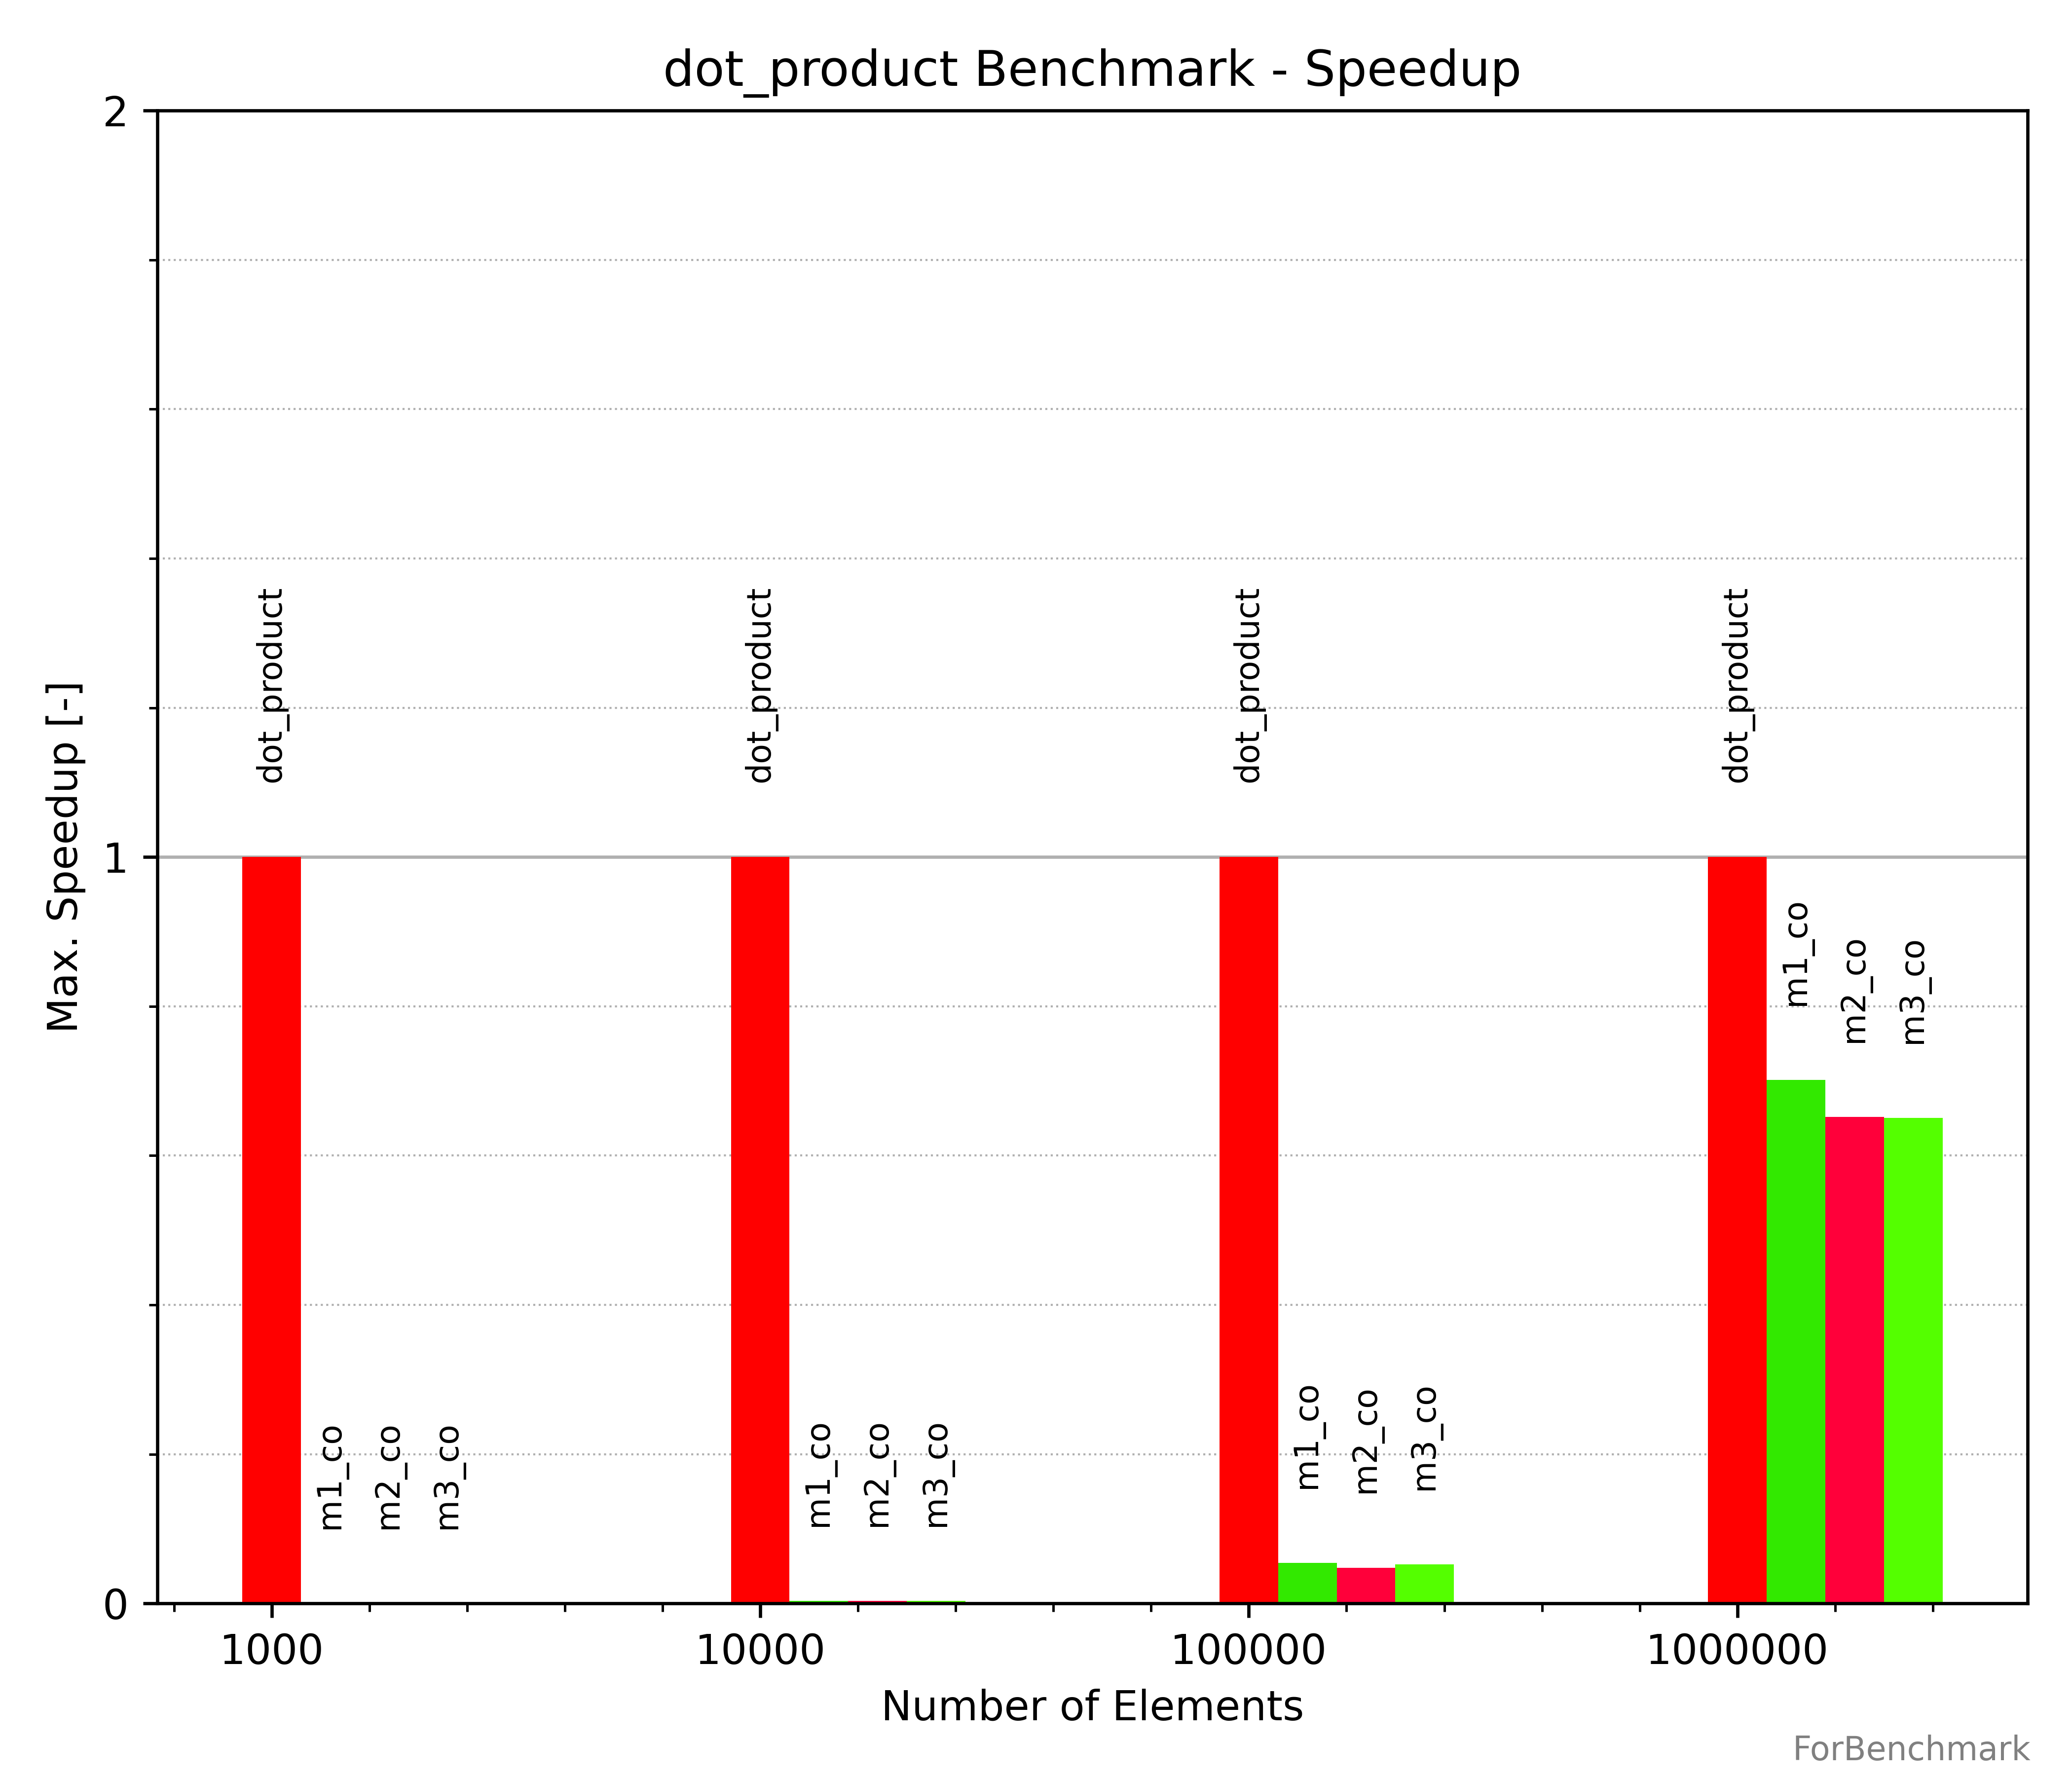 dot_product Benchmark - Speedup
Max. Speedup [-]
2
1
0
dot_product
m1_co
m2_co
m3_co
dot_product
m1_co
m2_co
m3_co
dot_product
m1_co
m2_co
m3_co
dot_product
m1_co
m2_co
m3_co
1000
10000
100000
1000000
Number of Elements
ForBenchmark